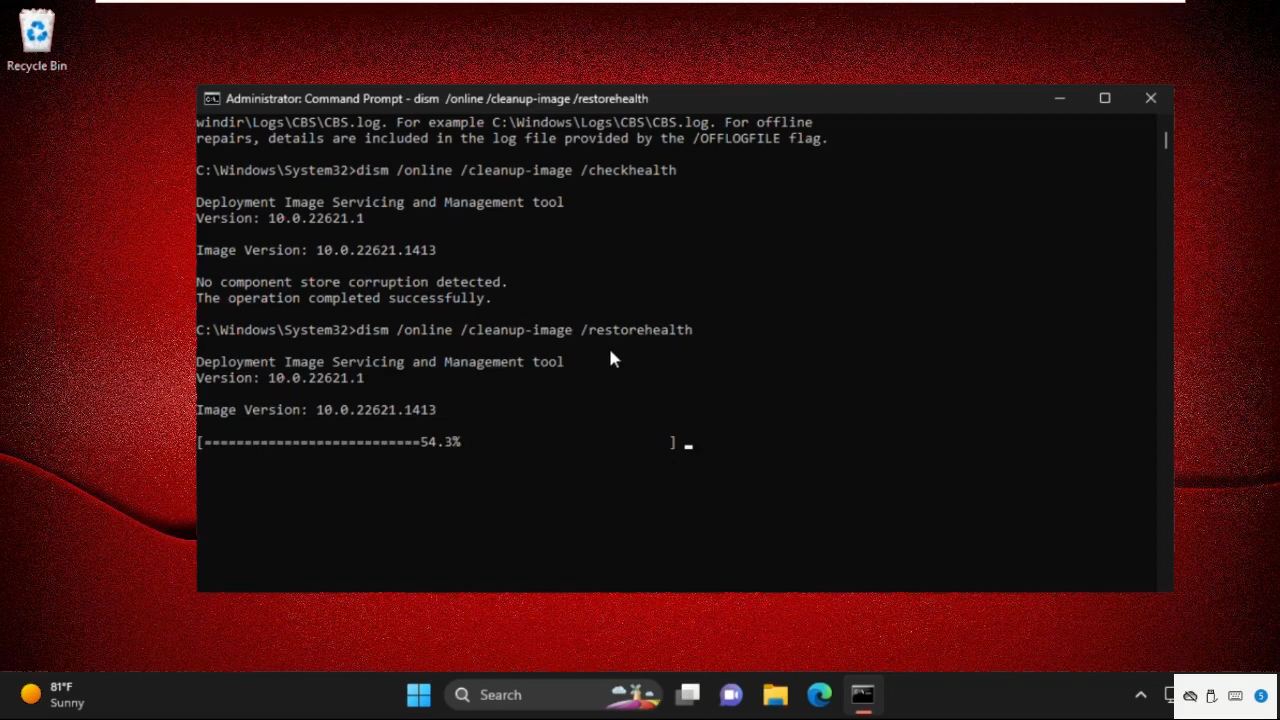 Recycle Bin
Administrator: Command Prompt - dism /online /cleanup-image /restorehealth
windir\Logs\CBS\CBS.log. For example C:\Windows\Logs\CBS\CBS.log. For offline
repairs, details are included in the log file provided by the /OFFLOGFILE flag.
C:\Windows\System32>dism /online /cleanup-image /checkhealth
Deployment Image Servicing and Management tool
Version: 10.0.22621.1
Image Version: 10.0.22621.1413
No component store corruption detected.
The operation completed successfully.
C:\Windows\System32>dism /online /cleanup-image /restorehealth
Deployment Image Servicing and Management tool
Version: 10.0.22621.1
Image Version: 10.0.22621.1413
[===========================54.3%                          ]
81°F
Sunny
Search
5